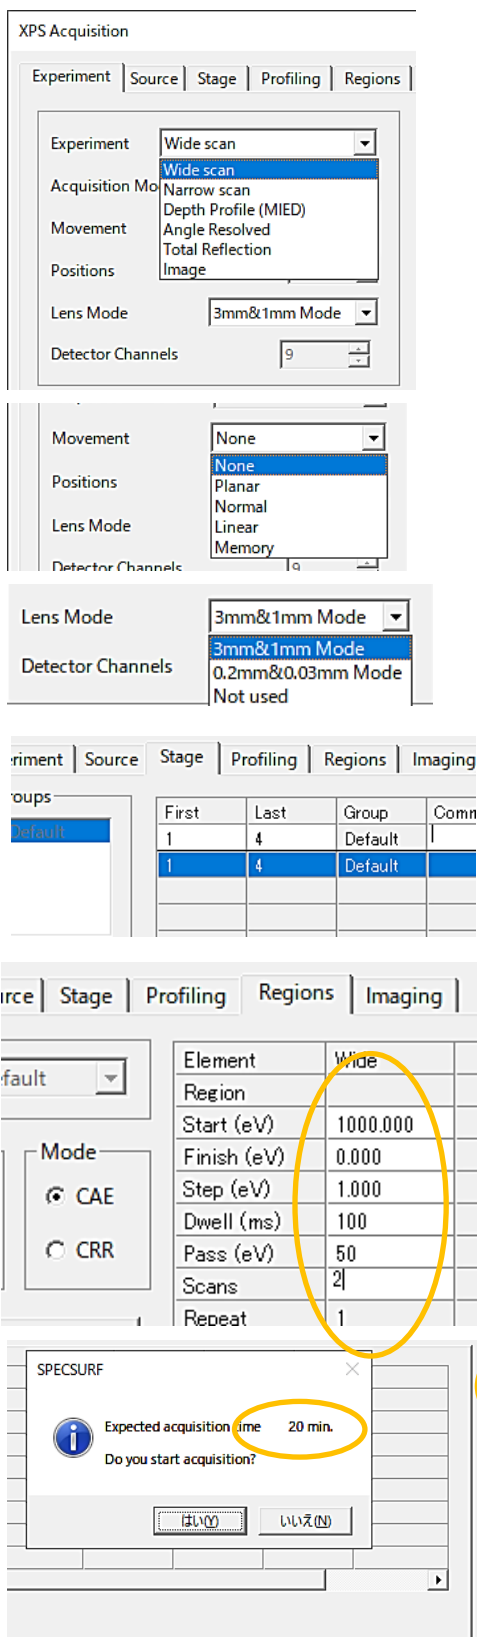 XPS Acquisition
Experiment Source Stage Profiling Regions
Experiment Wide scan
Wide scan
Acquisition Mo Narrow scan
Depth Profile (MIED)
Movement Angle Resolved
Total Reflection
Positions Image
Lens Mode 3mm&1mm Mode
Detector Channels 9
Movement None
None
Positions Planar
Normal
Lens Mode Linear
Memory
Detector Channels 9
Lens Mode 3mm&1mm Mode
3mm&1mm Mode
Detector Channels 0.2mm&0.03mm Mode
Not used
eriment Source Stage Profiling Regions Imaging
oups
Default
First Last Group Comm
1 4 Default
1 4 Default
urce Stage Profiling Regions Imaging
efault
Element Wide
Region
Start (eV) 1000.000
Mode Finish (eV) 0.000
CAE Step (eV) 1.000
Dwell (ms) 100
CRR Pass (eV) 50
Scans 2
Repeat 1
SPECSURF
Expected acquisition time 20 min.
Do you start acquisition?
はい(Y) いいえ(N)